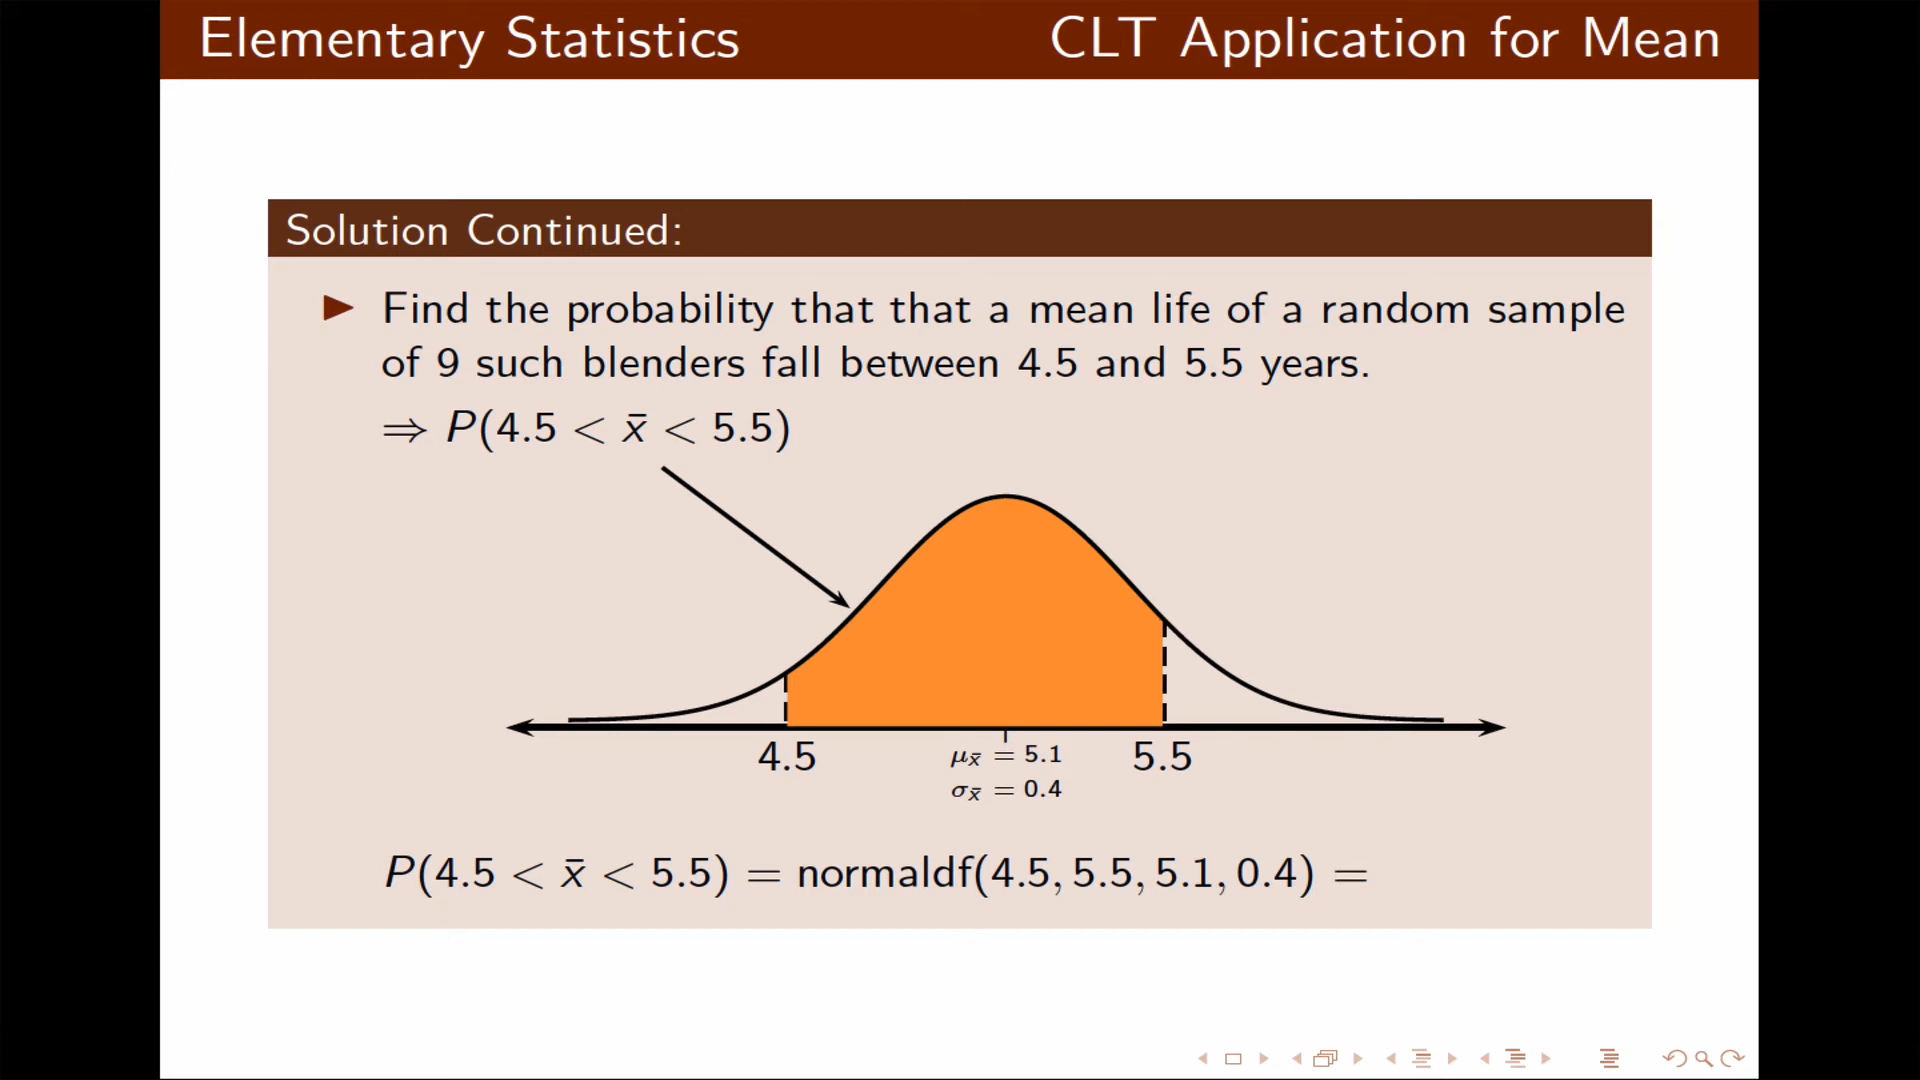 Elementary Statistics CLT Application for Mean
Solution Continued:
Find the probability that that a mean life of a random sample
of 9 such blenders fall between 4.5 and 5.5 years.
⇒ P(4.5 < x̄ < 5.5)
4.5 μx̄ = 5.1 5.5
σx̄ = 0.4
P(4.5 < x̄ < 5.5) = normaldf(4.5, 5.5, 5.1, 0.4) =